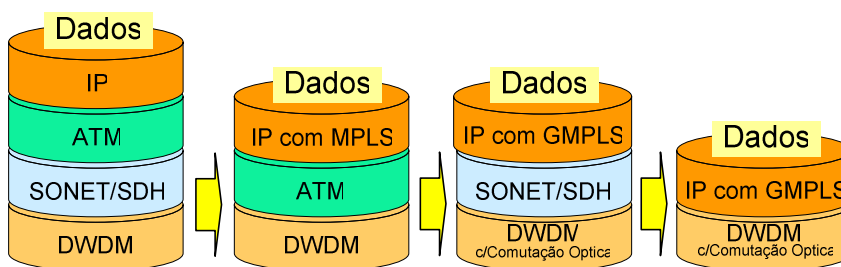 Dados
IP
ATM
SONET/SDH
DWDM
Dados
IP com MPLS
ATM
DWDM
Dados
IP com GMPLS
SONET/SDH
DWDM
c/Comutação Optica
Dados
IP com GMPLS
DWDM
c/Comutação Optica